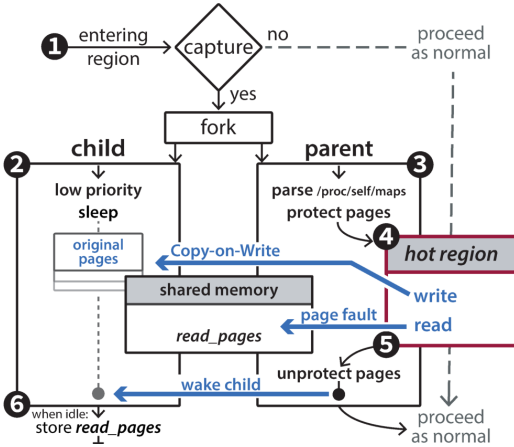 1
entering
region
capture
no
proceed
as normal
yes
fork
2
child
parent
3
low priority
sleep
parse /proc/self/maps
protect pages
4
original
pages
Copy-on-Write
hot region
shared memory
write
page fault
read
read_pages
5
unprotect pages
wake child
6
when idle:
store read_pages
proceed
as normal